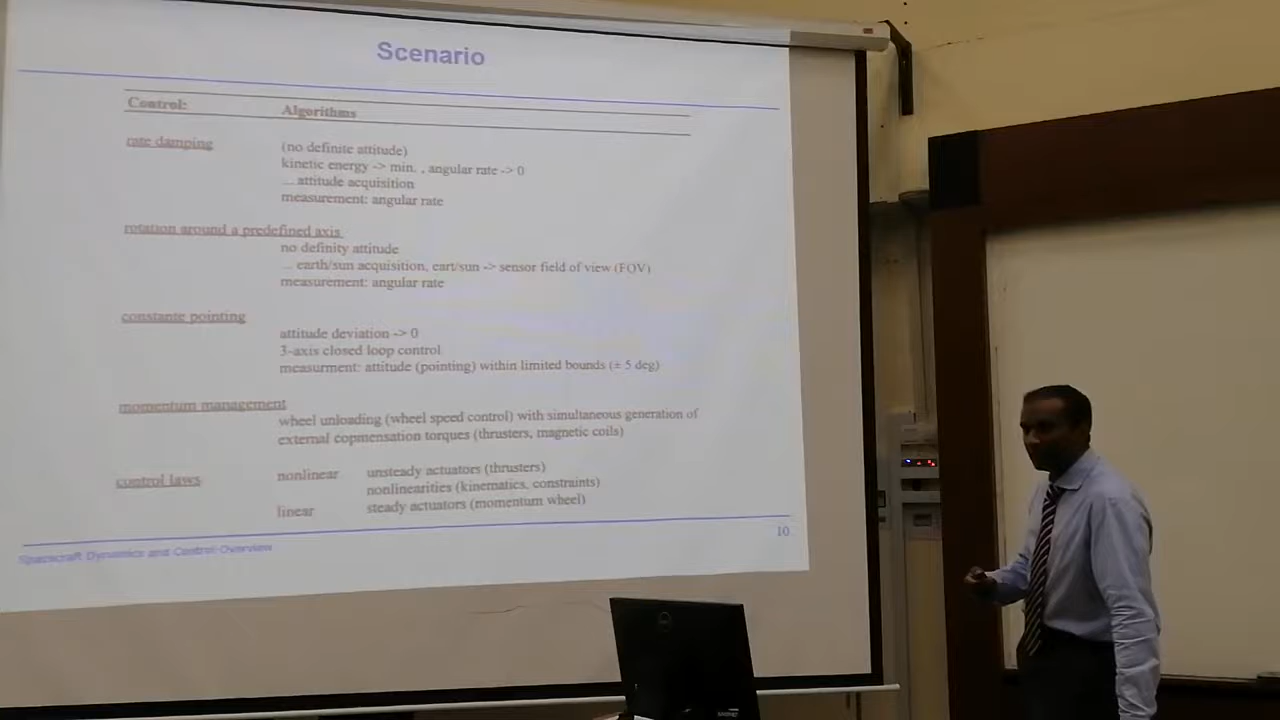 Scenario
Control: Algorithms
rate damping (no definite attitude)
kinetic energy -> min. , angular rate -> 0
... attitude acquisition
measurement: angular rate
rotation around a predefined axis
no definity attitude
... earth/sun acquisition, eart/sun -> sensor field of view (FOV)
measurement: angular rate
constante pointing
attitude deviation -> 0
3-axis closed loop control
measurment: attitude (pointing) within limited bounds (± 5 deg)
momentum management
wheel unloading (wheel speed control) with simultaneous generation of
external copmensation torques (thrusters, magnetic coils)
control laws nonlinear unsteady actuators (thrusters)
nonlinearities (kinematics, constraints)
linear steady actuators (momentum wheel)
Spacecraft Dynamics and Control: Overview 10
DELL